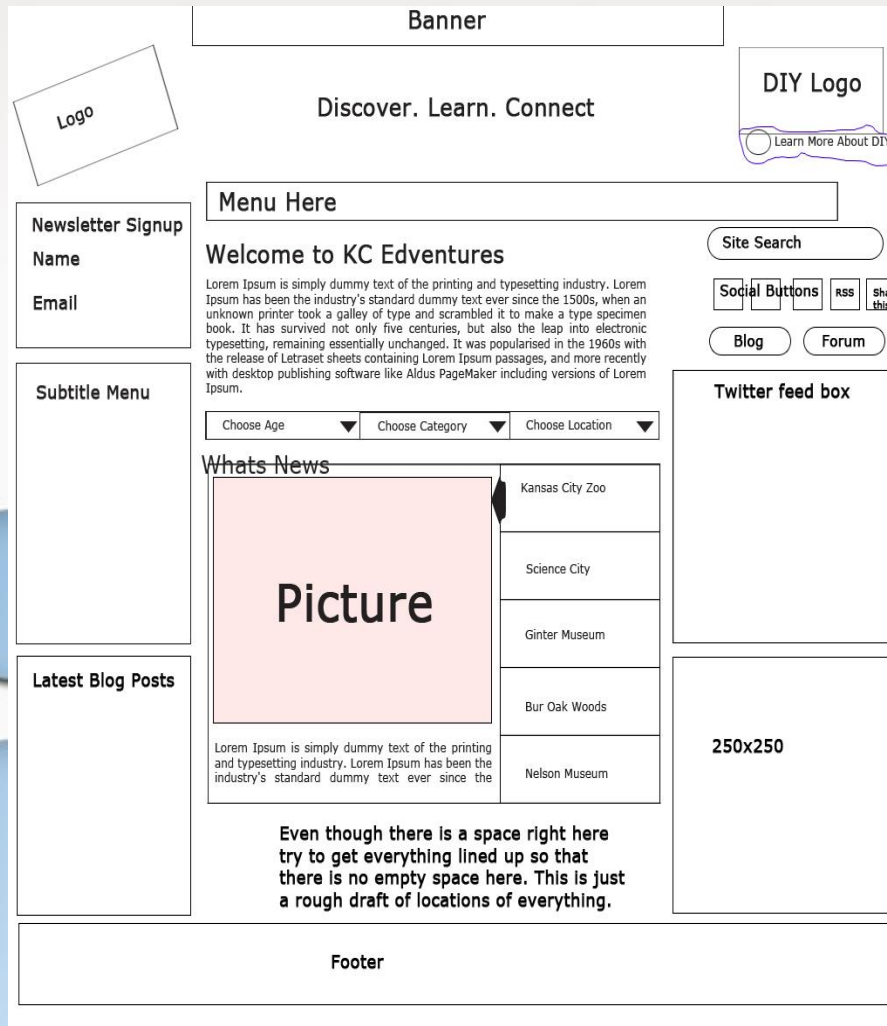 Banner
Logo
Discover. Learn. Connect
DIY Logo
Learn More About DIY
Menu Here
Newsletter Signup
Name
Email
Welcome to KC Edventures
Lorem Ipsum is simply dummy text of the printing and typesetting industry. Lorem
Ipsum has been the industry's standard dummy text ever since the 1500s, when an
unknown printer took a galley of type and scrambled it to make a type specimen
book. It has survived not only five centuries, but also the leap into electronic
typesetting, remaining essentially unchanged. It was popularised in the 1960s with
the release of Letraset sheets containing Lorem Ipsum passages, and more recently
with desktop publishing software like Aldus PageMaker including versions of Lorem
Ipsum.
Site Search
Social Buttons
RSS
Sha
this
Blog
Forum
Subtitle Menu
Choose Age
Choose Category
Choose Location
Twitter feed box
Whats News
Picture
Kansas City Zoo
Science City
Ginter Museum
Bur Oak Woods
Nelson Museum
Lorem Ipsum is simply dummy text of the printing
and typesetting industry. Lorem Ipsum has been the
industry's standard dummy text ever since the
Latest Blog Posts
250x250
Even though there is a space right here
try to get everything lined up so that
there is no empty space here. This is just
a rough draft of locations of everything.
Footer